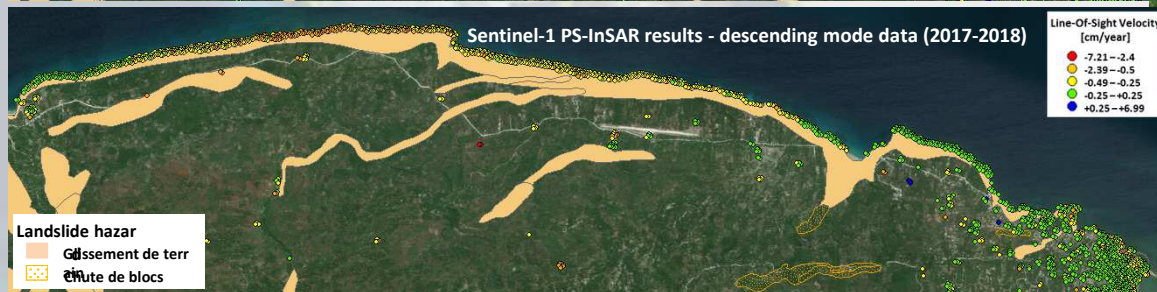 Sentinel-1 PS-InSAR results - descending mode data (2017-2018)
Line-Of-Sight Velocity
[cm/year]
-7.21 – -2.4
-2.39 – -0.5
-0.49 – -0.25
-0.25 – +0.25
+0.25 – +6.99
Landslide hazar
d
Glissement de terr
ain
Chute de blocs